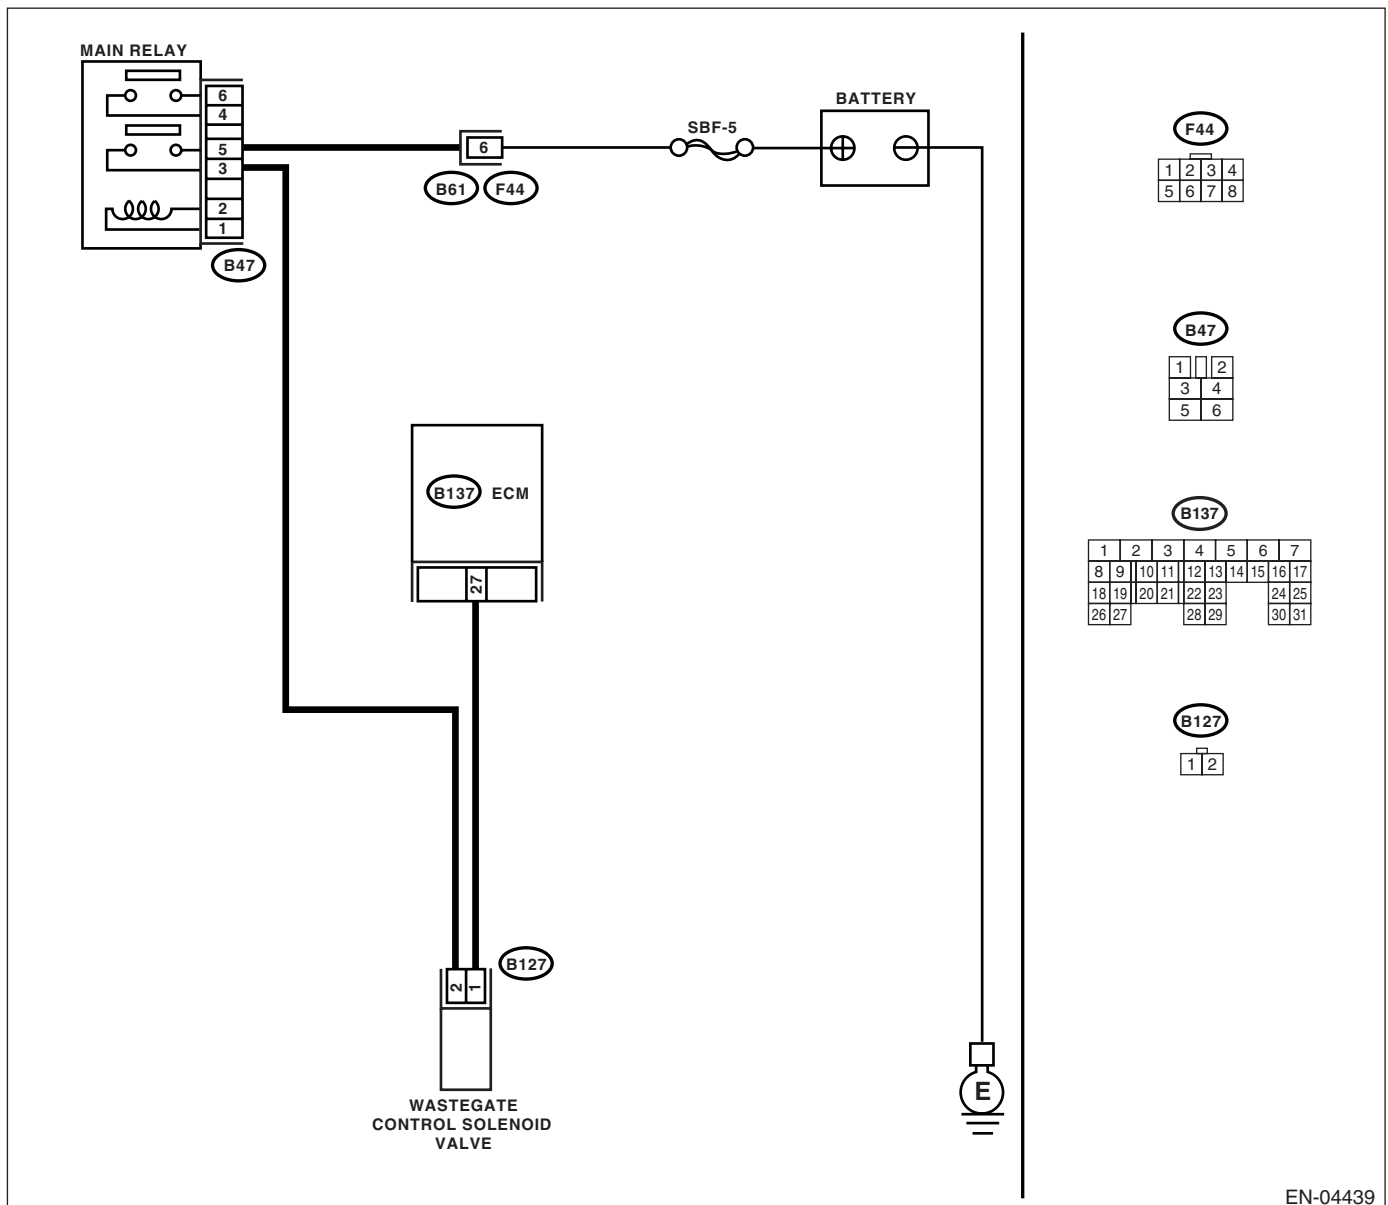 MAIN RELAY
6
4
5
3
2
1
B47
6
B61
F44
SBF-5
BATTERY
B137 ECM
27
2 1
B127
WASTEGATE
CONTROL SOLENOID
VALVE
E
F44
1 2 3 4
5 6 7 8
B47
1 2
3 4
5 6
B137
1 2 3 4 5 6 7
8 9 10 11 12 13 14 15 16 17
18 19 20 21 22 23 24 25
26 27 28 29 30 31
B127
1 2
EN-04439